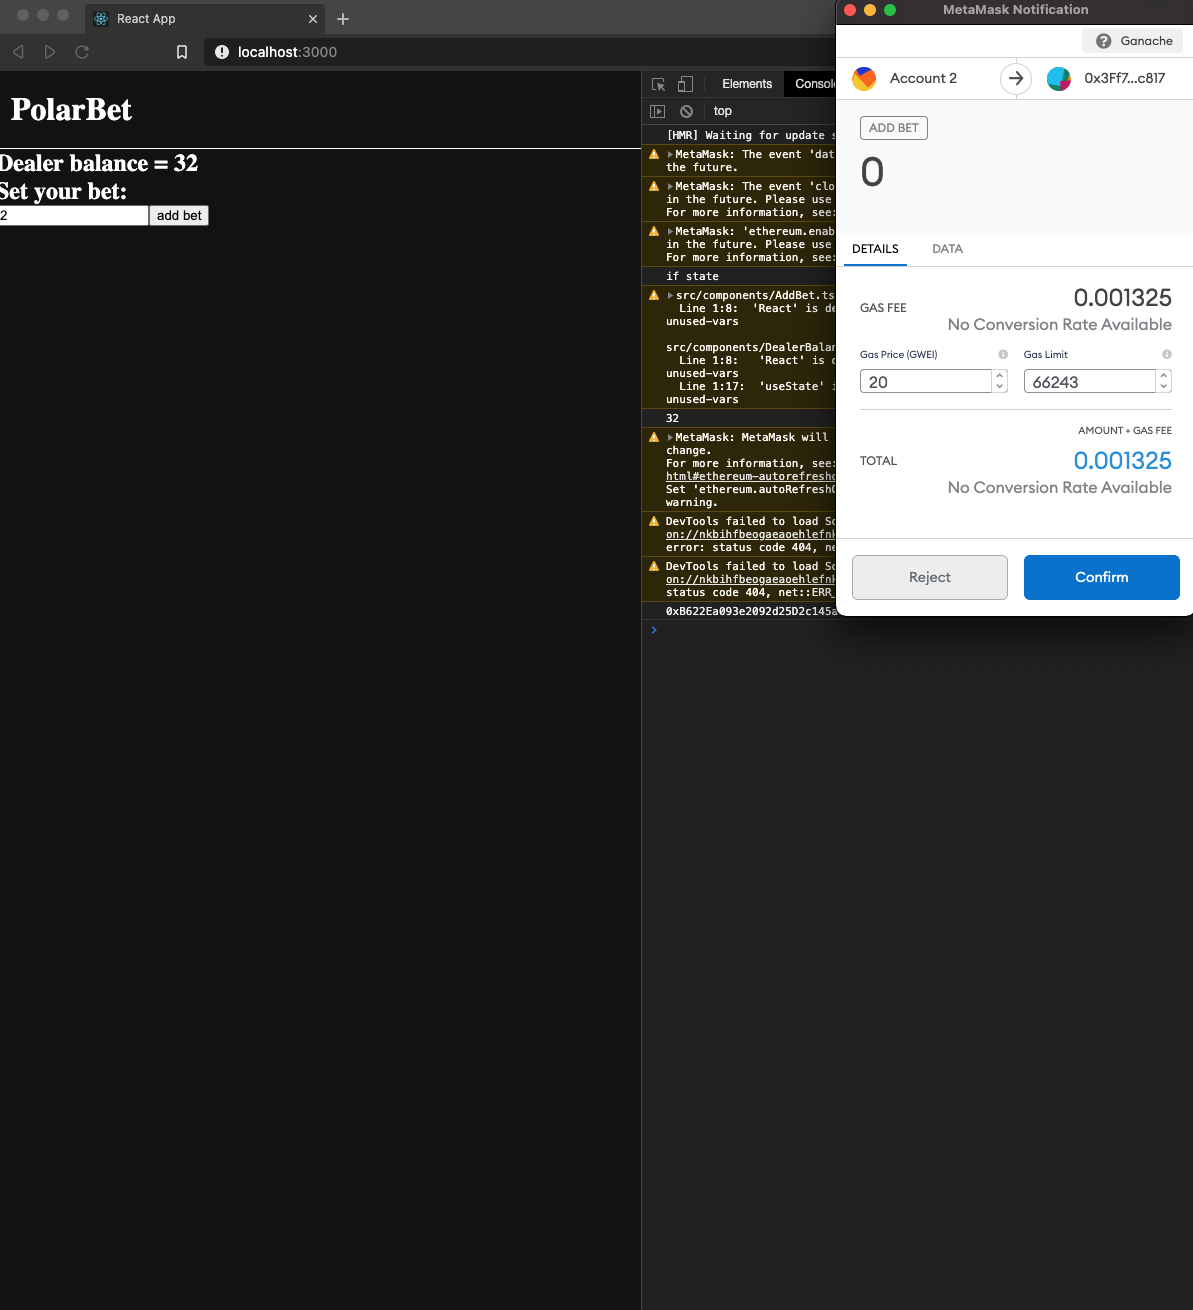 React App
localhost:3000
PolarBet
Dealer balance = 32
Set your bet:
2
add bet
Elements
Console
top
[HMR] Waiting for update s
MetaMask: The event 'dat
the future.
MetaMask: The event 'clo
in the future. Please use
For more information, see:
MetaMask: 'ethereum.enab
in the future. Please use
For more information, see:
if state
src/components/AddBet.ts
Line 1:8: 'React' is de
unused-vars
src/components/DealerBalan
Line 1:8: 'React' is d
unused-vars
Line 1:17: 'useState' i
unused-vars
32
MetaMask: MetaMask will
change.
For more information, see:
html#ethereum-autorefresho
Set 'ethereum.autoRefreshO
warning.
DevTools failed to load So
on://nkbihfbeogaeaoehlefnk
error: status code 404, ne
DevTools failed to load So
on://nkbihfbeogaeaoehlefnk
status code 404, net::ERR_
0xB622Ea093e2092d25D2c145a
MetaMask Notification
Ganache
Account 2
0x3Ff7...c817
ADD BET
0
DETAILS
DATA
GAS FEE
0.001325
No Conversion Rate Available
Gas Price (GWEI)
Gas Limit
20
66243
AMOUNT + GAS FEE
TOTAL
0.001325
No Conversion Rate Available
Reject
Confirm